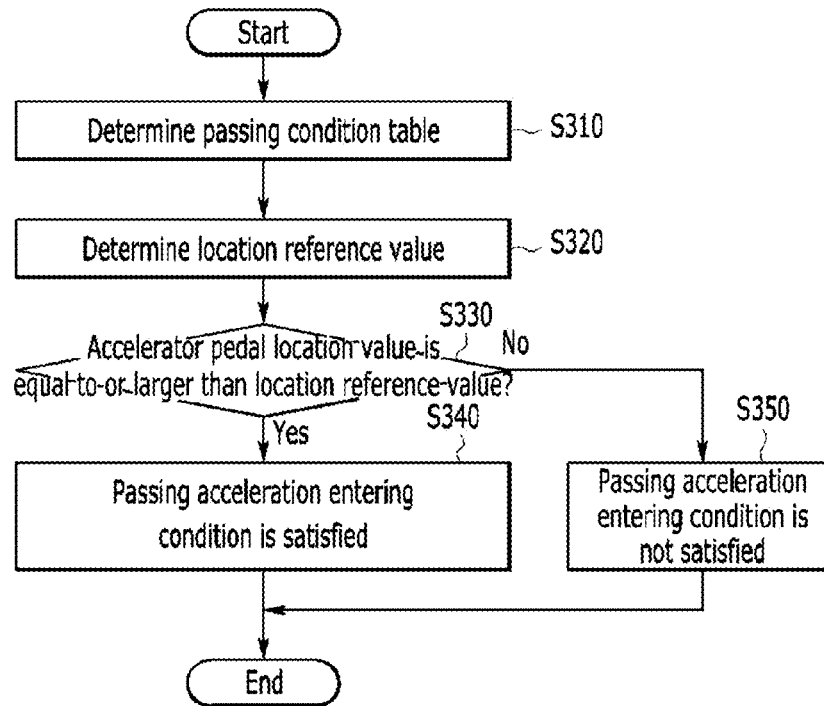 Start
Determine passing condition table
S310
Determine location reference value
S320
S330
Accelerator pedal location value is
equal to or larger than location reference value?
No
Yes
S340
S350
Passing acceleration entering
condition is satisfied
Passing acceleration
entering condition is
not satisfied
End